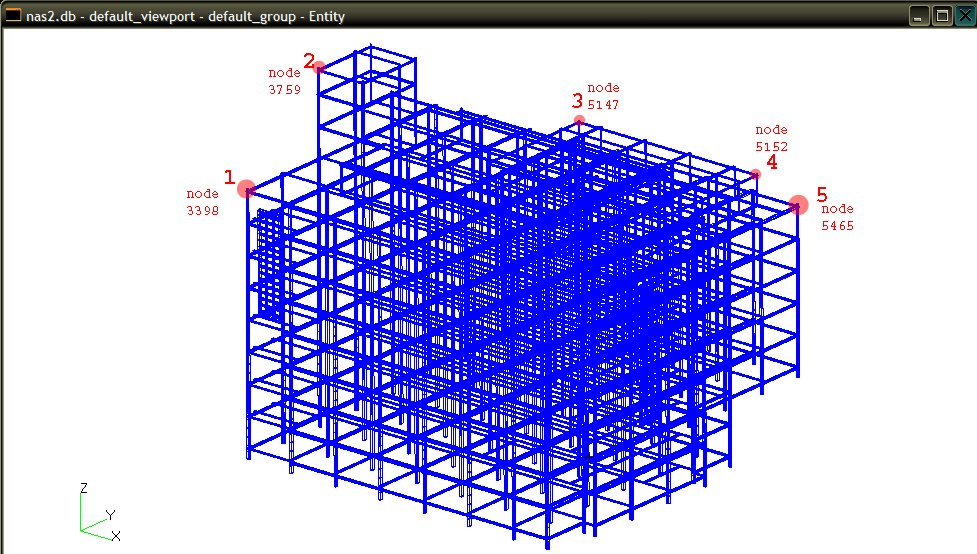 nas2.db - default_viewport - default_group - Entity
2
node
3759
3
node
5147
node
5152
4
1
node
3398
5
node
5465
Z
Y
X